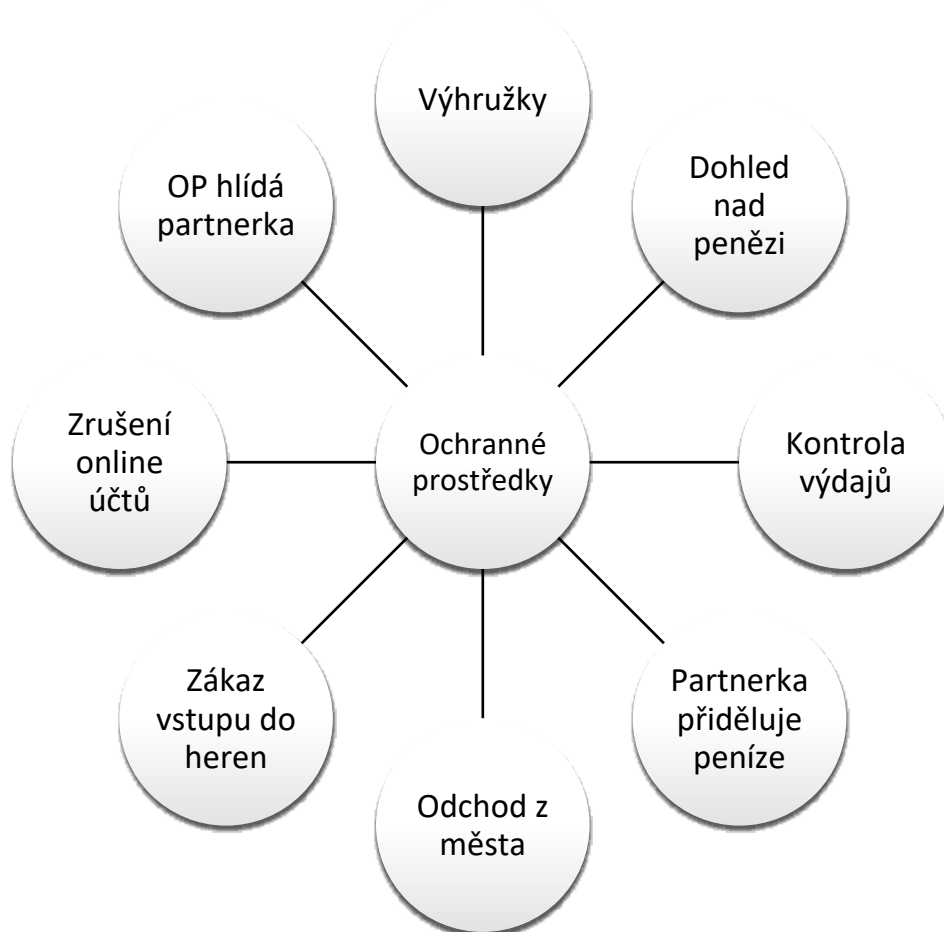 Výhružky
Dohled
nad
penězi
Kontrola
výdajů
Partnerka
přiděluje
peníze
Odchod z
města
Zákaz
vstupu do
heren
Zrušení
online
účtů
OP hlídá
partnerka
Ochranné
prostředky